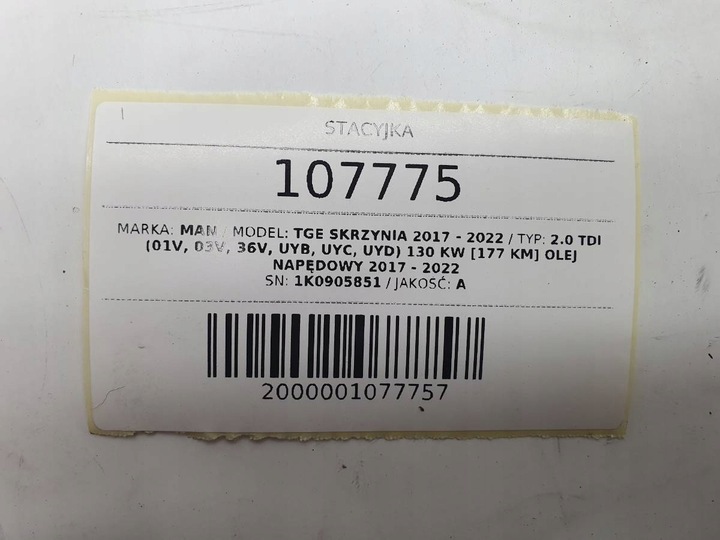 STACYJKA
107775
MARKA: MAN / MODEL: TGE SKRZYNIA 2017 - 2022 / TYP: 2.0 TDI
(01V, 03V, 36V, UYB, UYC, UYD) 130 KW [177 KM] OLEJ
NAPĘDOWY 2017 - 2022
SN: 1K0905851 / JAKOŚĆ: A
2000001077757